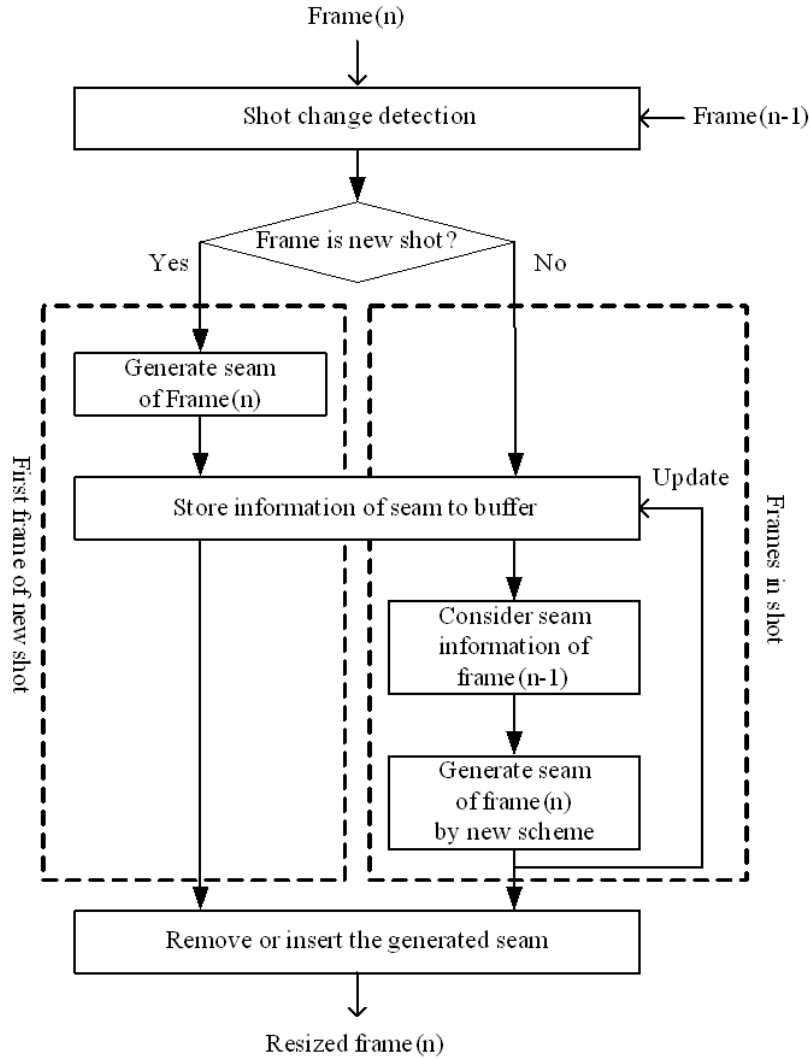 Frame(n)
Shot change detection
Frame(n-1)
Frame is new shot?
Yes
No
Generate seam
of Frame(n)
First frame of new shot
Update
Store information of seam to buffer
Frames in shot
Consider seam
information of
frame(n-1)
Generate seam
of frame(n)
by new scheme
Remove or insert the generated seam
Resized frame(n)